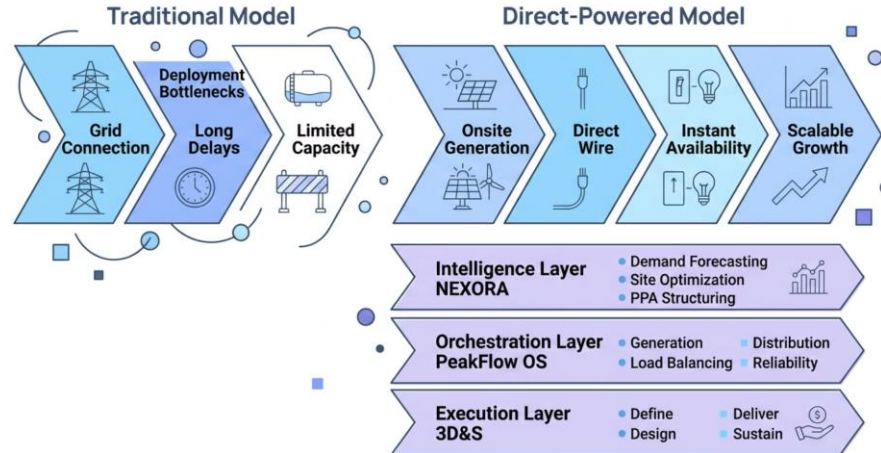 Traditional Model
Direct-Powered Model
Grid
Connection
Deployment
Bottlenecks
Long
Delays
Limited
Capacity
Onsite
Generation
Direct
Wire
Instant
Availability
Scalable
Growth
Intelligence Layer
NEXORA
Demand Forecasting
Site Optimization
PPA Structuring
Orchestration Layer
PeakFlow OS
Generation
Distribution
Load Balancing
Reliability
Execution Layer
3D&S
Define
Deliver
Design
Sustain
$